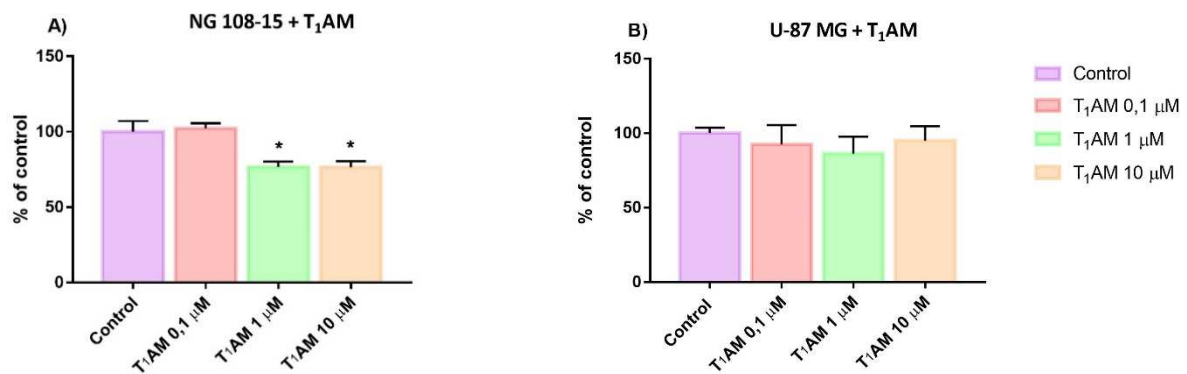 A)
NG 108-15 + T₁AM
% of control
150
100
50
0
*
*
Control
T₁AM 0,1 µM
T₁AM 1 µM
T₁AM 10 µM
B)
U-87 MG + T₁AM
% of control
150
100
50
0
Control
T₁AM 0,1 µM
T₁AM 1 µM
T₁AM 10 µM
Control
T₁AM 0,1 µM
T₁AM 1 µM
T₁AM 10 µM